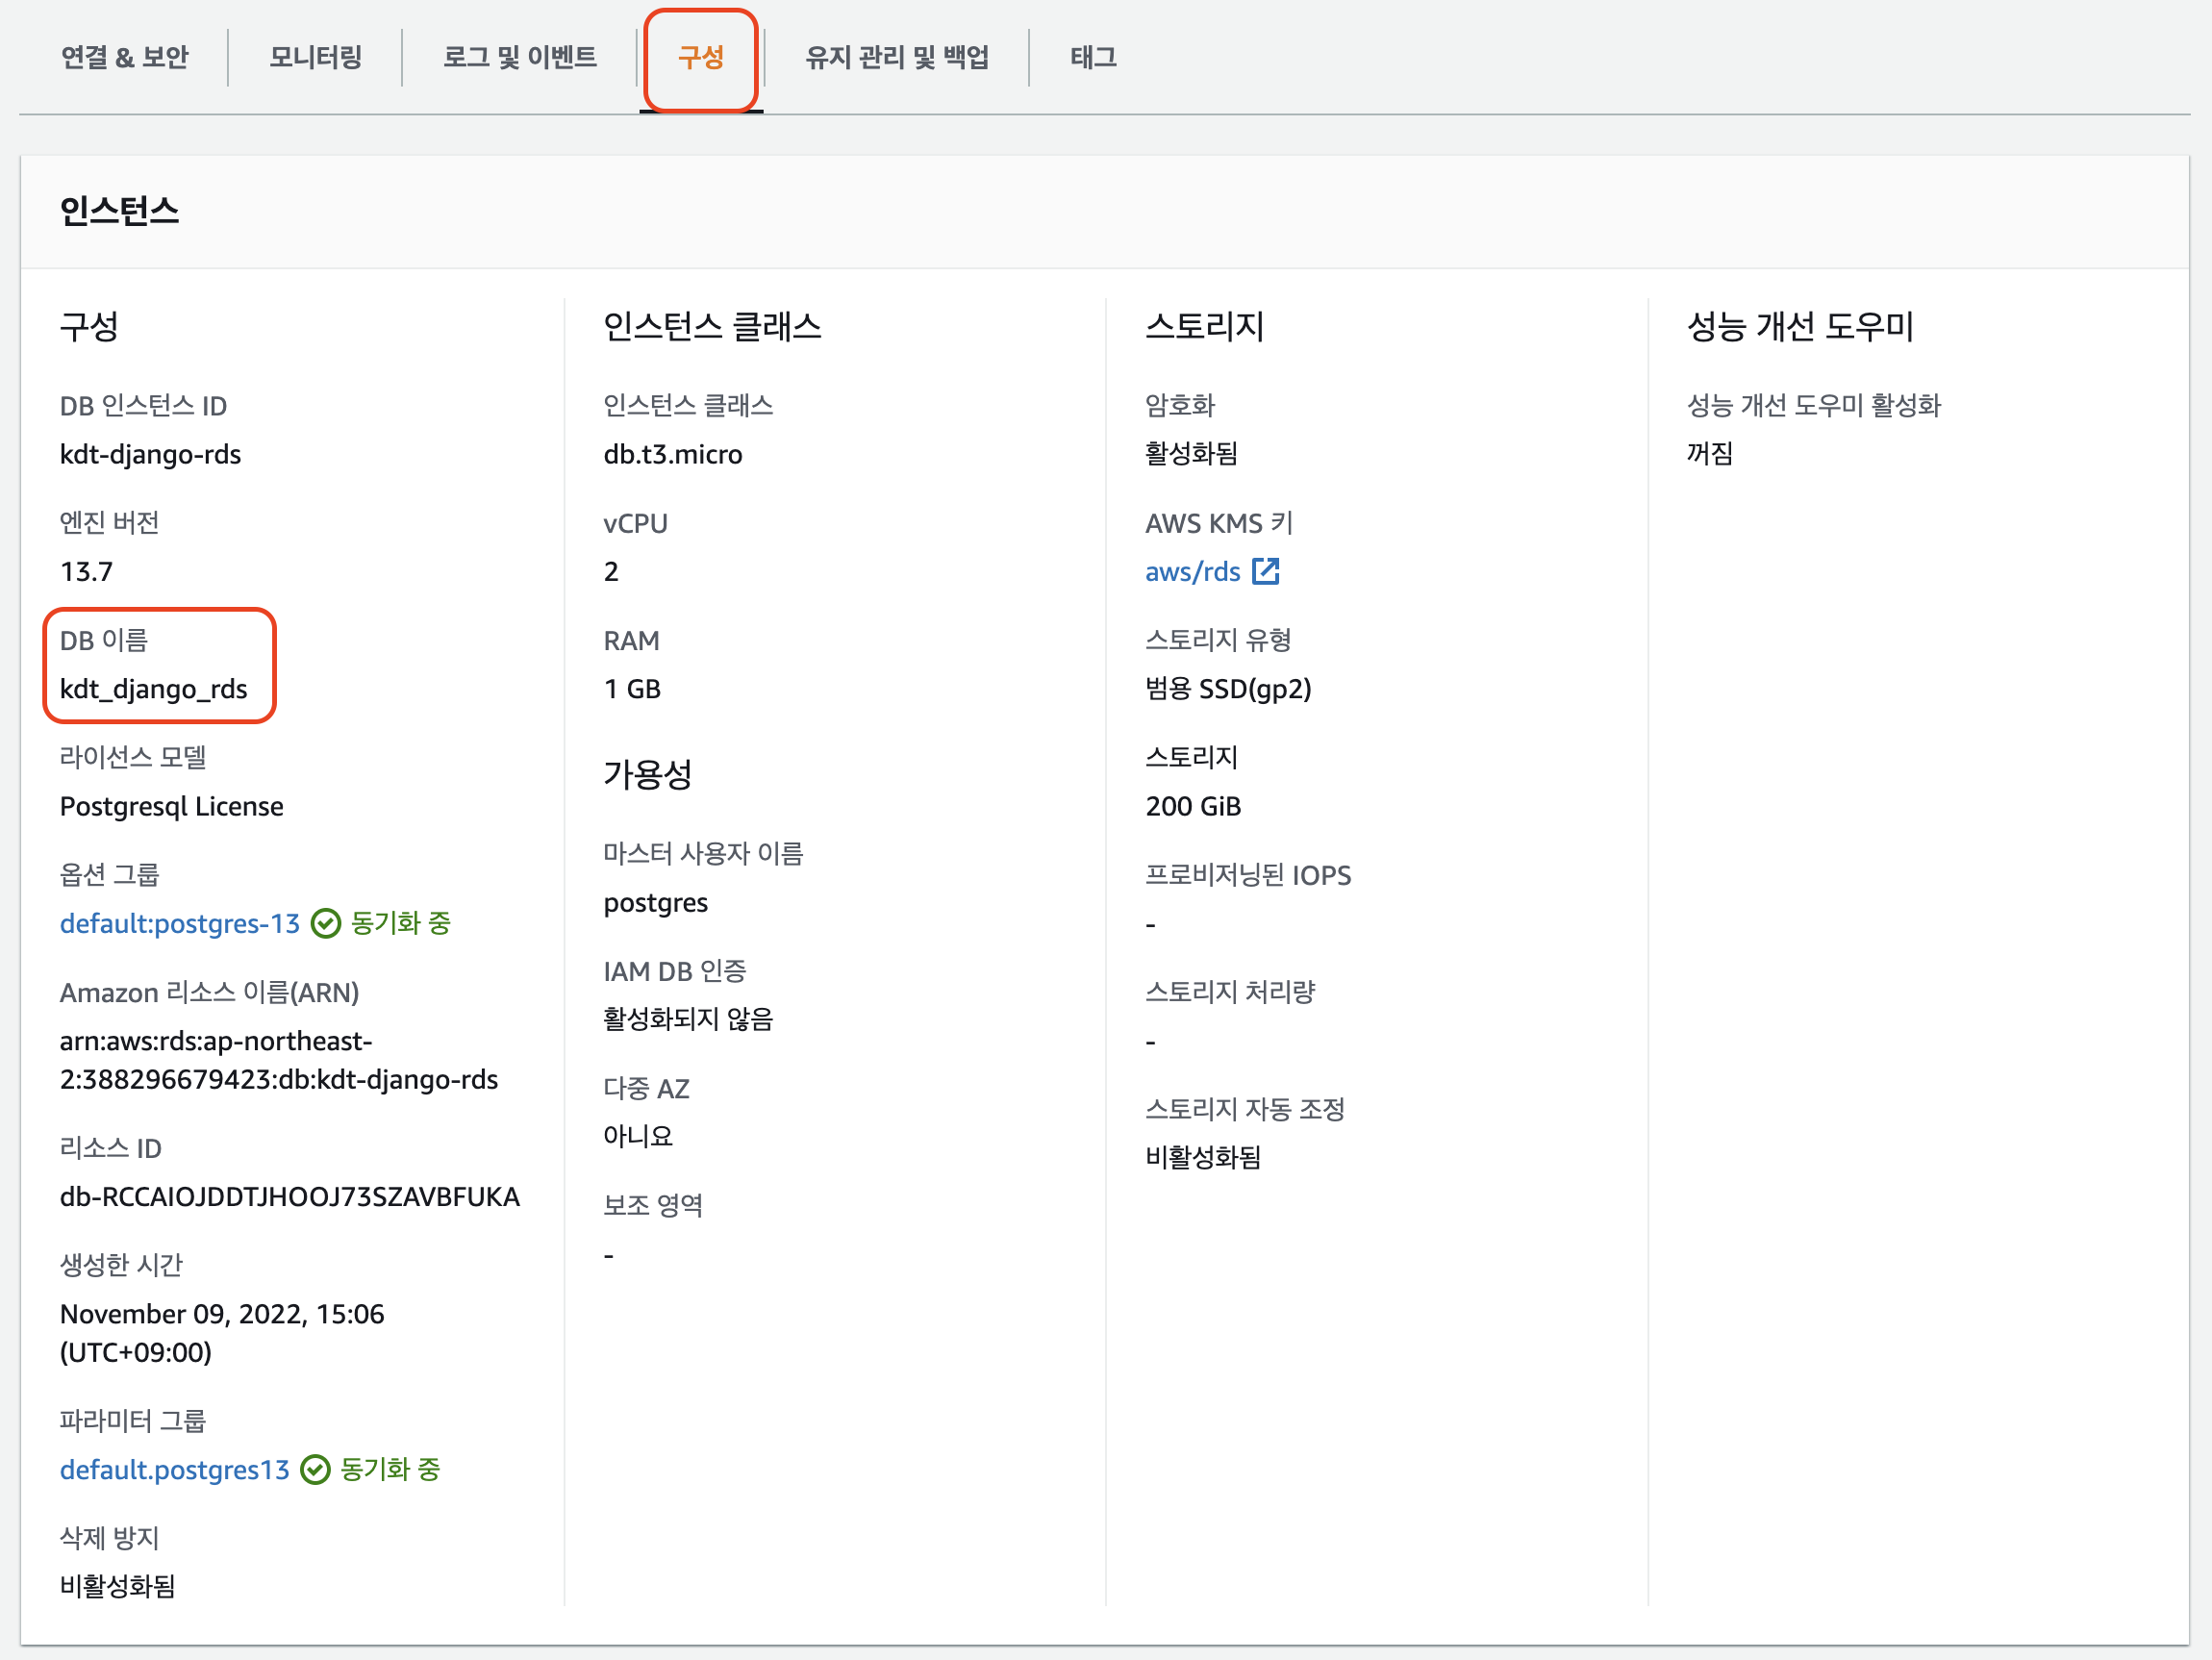 연결 & 보안
모니터링
로그 및 이벤트
구성
유지 관리 및 백업
태그
인스턴스
구성
DB 인스턴스 ID
kdt-django-rds
엔진 버전
13.7
DB 이름
kdt_django_rds
라이선스 모델
Postgresql License
옵션 그룹
default:postgres-13 동기화 중
Amazon 리소스 이름(ARN)
arn:aws:rds:ap-northeast-
2:388296679423:db:kdt-django-rds
리소스 ID
db-RCCAIOJDDTJHOOJ73SZAVBFUKA
생성한 시간
November 09, 2022, 15:06
(UTC+09:00)
파라미터 그룹
default.postgres13 동기화 중
삭제 방지
비활성화됨
인스턴스 클래스
인스턴스 클래스
db.t3.micro
vCPU
2
RAM
1 GB
가용성
마스터 사용자 이름
postgres
IAM DB 인증
활성화되지 않음
다중 AZ
아니요
보조 영역
-
스토리지
암호화
활성화됨
AWS KMS 키
aws/rds
스토리지 유형
범용 SSD(gp2)
스토리지
200 GiB
프로비저닝된 IOPS
-
스토리지 처리량
-
스토리지 자동 조정
비활성화됨
성능 개선 도우미
성능 개선 도우미 활성화
꺼짐